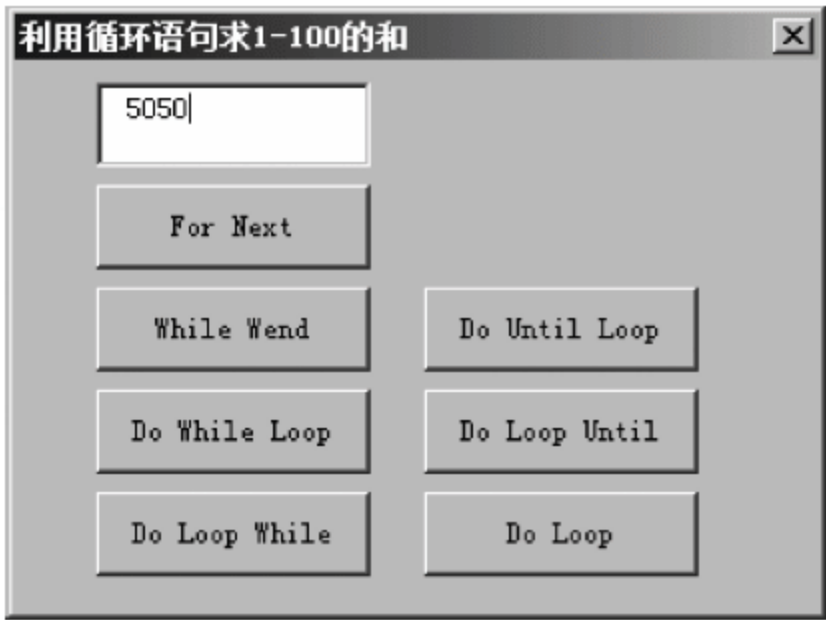 利用循环语句求1-100的和
5050
For Next
While Wend
Do Until Loop
Do While Loop
Do Loop Until
Do Loop While
Do Loop